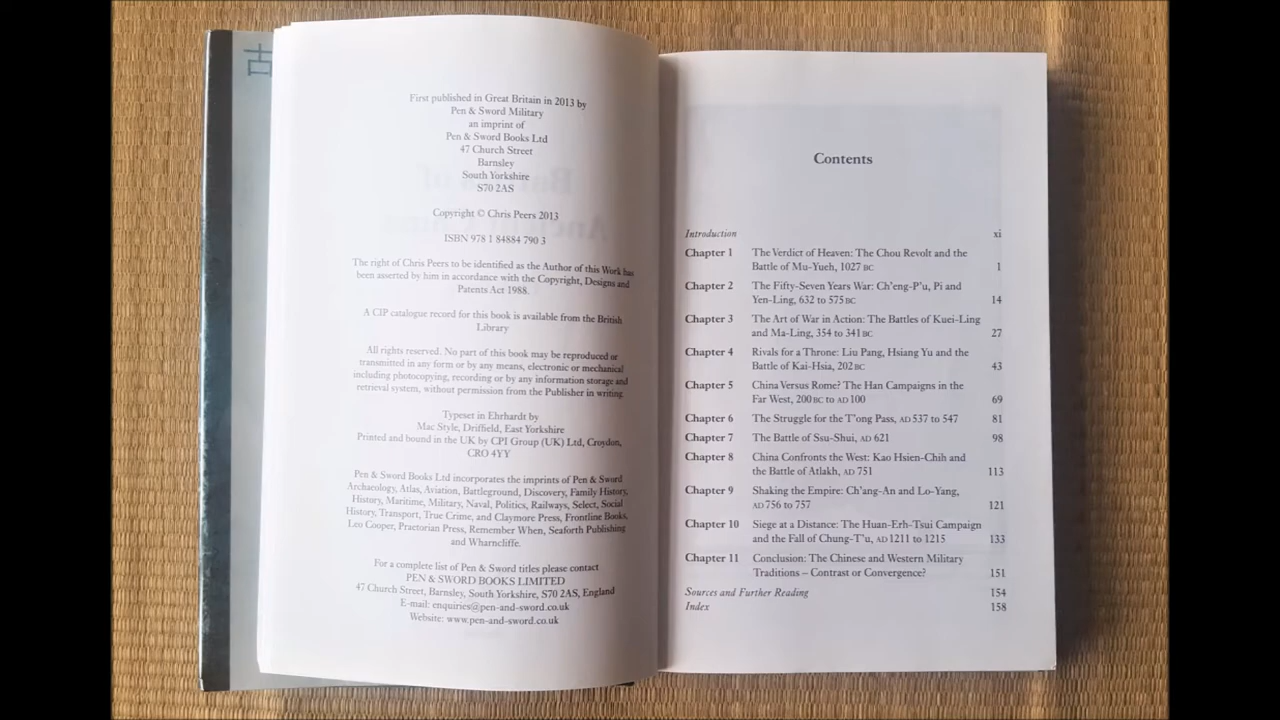 古
First published in Great Britain in 2013 by
Pen & Sword Military
an imprint of
Pen & Sword Books Ltd
47 Church Street
Barnsley
South Yorkshire
S70 2AS
Copyright © Chris Peers 2013
ISBN 978 1 84884 790 3
The right of Chris Peers to be identified as the Author of this Work has
been asserted by him in accordance with the Copyright, Designs and
Patents Act 1988.
A CIP catalogue record for this book is available from the British
Library
All rights reserved. No part of this book may be reproduced or
transmitted in any form or by any means, electronic or mechanical
including photocopying, recording or by any information storage and
retrieval system, without permission from the Publisher in writing.
Typeset in Ehrhardt by
Mac Style, Driffield, East Yorkshire
Printed and bound in the UK by CPI Group (UK) Ltd, Croydon,
CRO 4YY
Pen & Sword Books Ltd incorporates the imprints of Pen & Sword
Archaeology, Atlas, Aviation, Battleground, Discovery, Family History,
History, Maritime, Military, Naval, Politics, Railways, Select, Social
History, Transport, True Crime, and Claymore Press, Frontline Books,
Leo Cooper, Praetorian Press, Remember When, Seaforth Publishing
and Wharncliffe.
For a complete list of Pen & Sword titles please contact
PEN & SWORD BOOKS LIMITED
47 Church Street, Barnsley, South Yorkshire, S70 2AS, England
E-mail: enquiries@pen-and-sword.co.uk
Website: www.pen-and-sword.co.uk
Contents
Introduction xi
Chapter 1 The Verdict of Heaven: The Chou Revolt and the
Battle of Mu-Yueh, 1027 BC 1
Chapter 2 The Fifty-Seven Years War: Ch'eng-P'u, Pi and
Yen-Ling, 632 to 575 BC 14
Chapter 3 The Art of War in Action: The Battles of Kuei-Ling
and Ma-Ling, 354 to 341 BC 27
Chapter 4 Rivals for a Throne: Liu Pang, Hsiang Yu and the
Battle of Kai-Hsia, 202 BC 43
Chapter 5 China Versus Rome? The Han Campaigns in the
Far West, 200 BC to AD 100 69
Chapter 6 The Struggle for the T'ong Pass, AD 537 to 547 81
Chapter 7 The Battle of Ssu-Shui, AD 621 98
Chapter 8 China Confronts the West: Kao Hsien-Chih and
the Battle of Atlakh, AD 751 113
Chapter 9 Shaking the Empire: Ch'ang-An and Lo-Yang,
AD 756 to 757 121
Chapter 10 Siege at a Distance: The Huan-Erh-Tsui Campaign
and the Fall of Chung-T'u, AD 1211 to 1215 133
Chapter 11 Conclusion: The Chinese and Western Military
Traditions – Contrast or Convergence? 151
Sources and Further Reading 154
Index 158